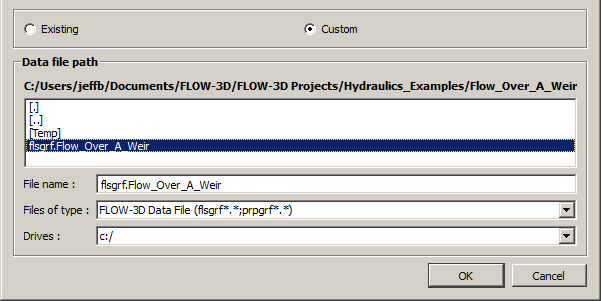 Existing Custom
Data file path
C:/Users/jeffb/Documents/FLOW-3D/FLOW-3D Projects/Hydraulics_Examples/Flow_Over_A_Weir
[.]
[..]
[Temp]
flsgrf.Flow_Over_A_Weir
File name : flsgrf.Flow_Over_A_Weir
Files of type : FLOW-3D Data File (flsgrf*.*;prpgrf*.*)
Drives : c:/
OK Cancel